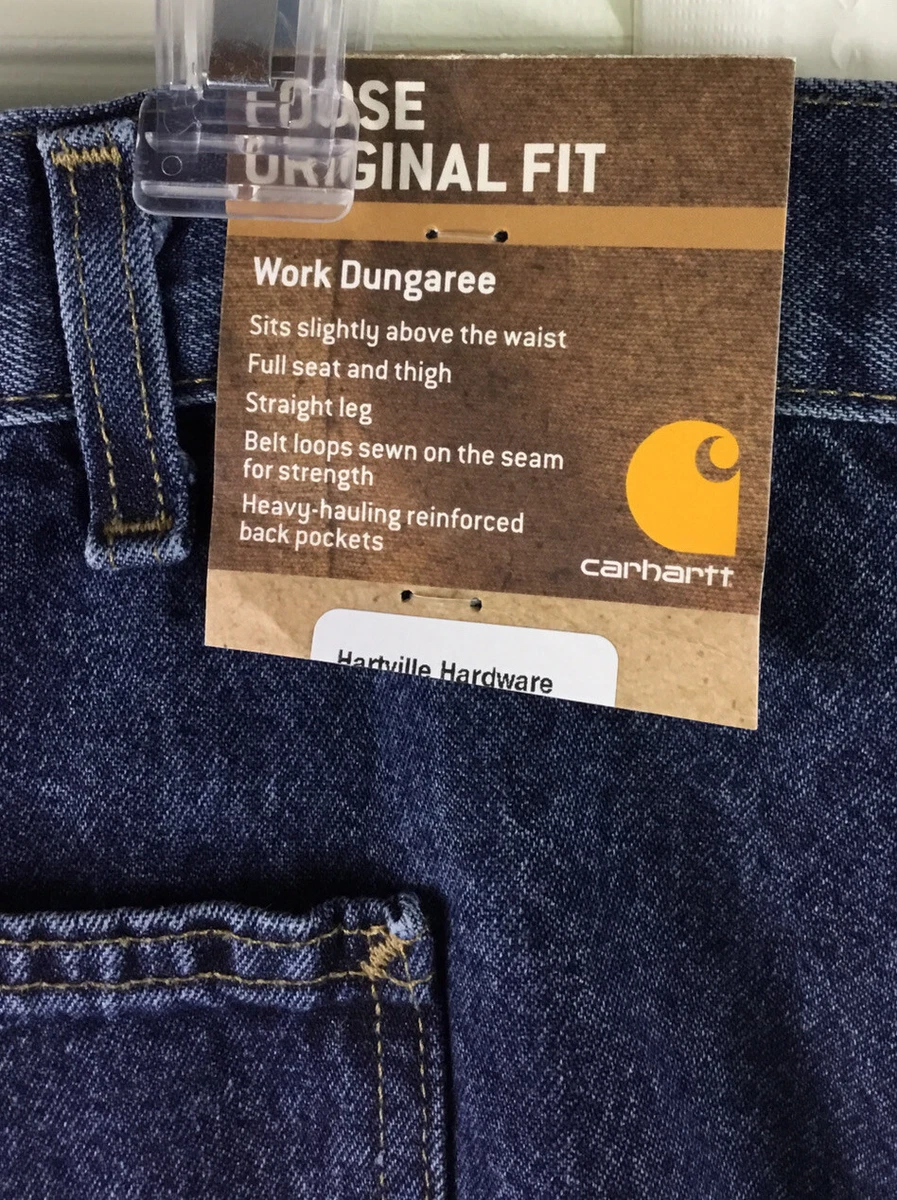 LOOSE
ORIGINAL FIT
Work Dungaree
Sits slightly above the waist
Full seat and thigh
Straight leg
Belt loops sewn on the seam
for strength
Heavy-hauling reinforced
back pockets
carhartt
Hartville Hardware